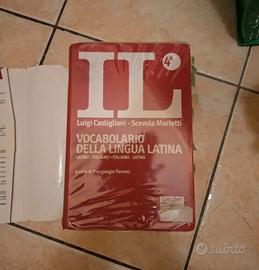 IL
4ª
Luigi Castiglioni - Scevola Mariotti
VOCABOLARIO
DELLA LINGUA LATINA
LATINO - ITALIANO • ITALIANO - LATINO
a cura di Piergiorgio Parroni
subito